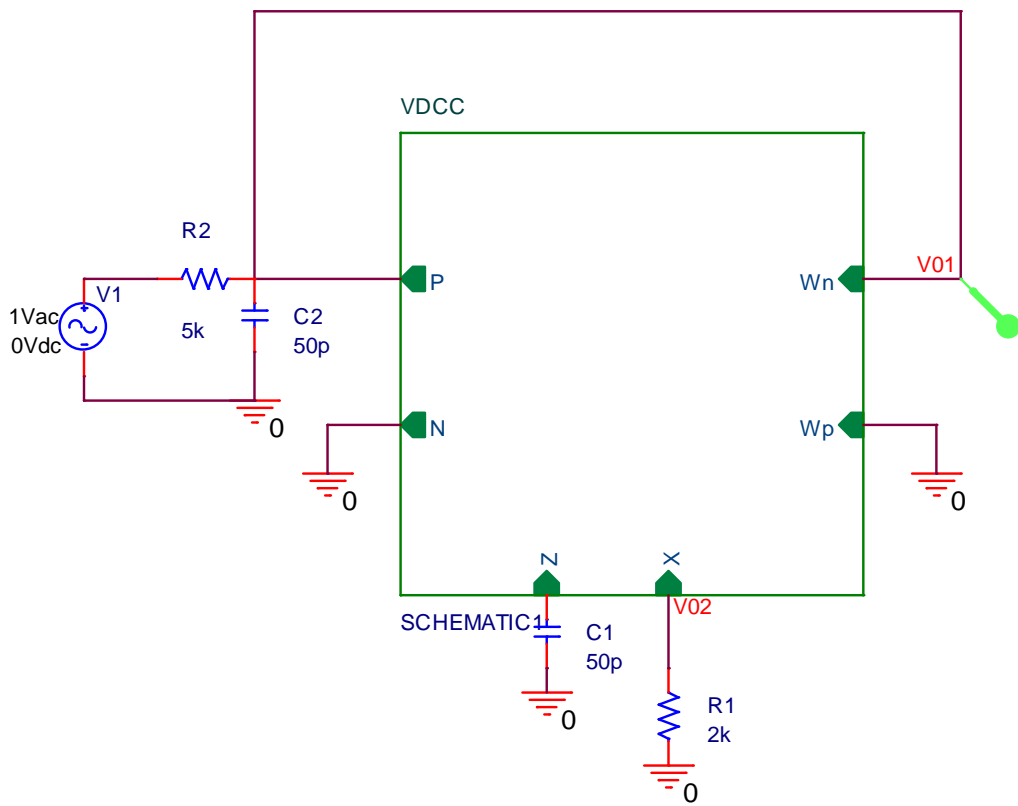 VDCC
R2
V1
1Vac
0Vdc
5k
C2
50p
0
P
N
0
Wn
V01
Wp
0
Z
X
SCHEMATIC1
V02
C1
50p
0
R1
2k
0